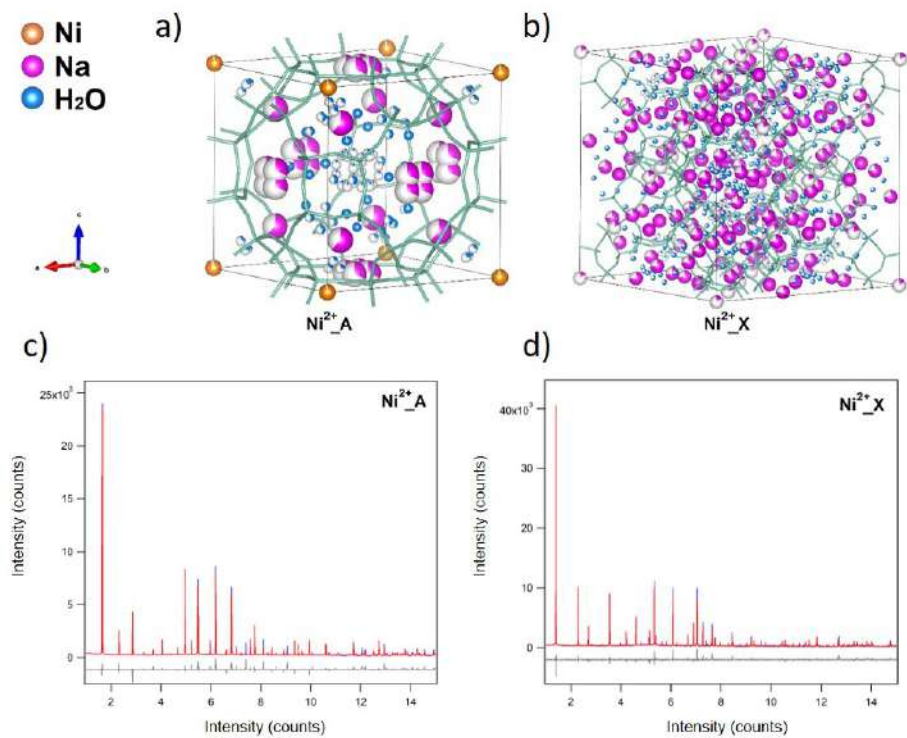 Ni
Na
H₂O
c
a
b
a)
Ni²⁺_A
b)
Ni²⁺_X
c)
Ni²⁺_A
25x10³
20
15
10
5
0
Intensity (counts)
2 4 6 8 10 12 14
Intensity (counts)
d)
Ni²⁺_X
40x10³
30
20
10
0
Intensity (counts)
2 4 6 8 10 12 14
Intensity (counts)